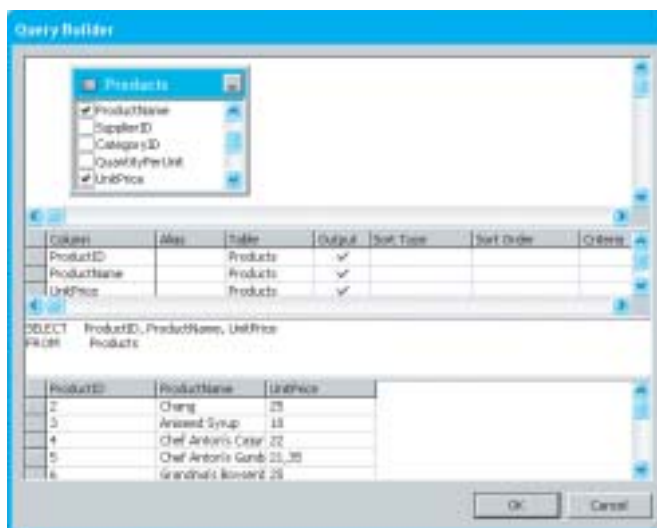 Query Builder
Products
ProductName
SupplierID
CategoryID
QuantityPerUnit
UnitPrice
Column Alias Table Output Sort Type Sort Order Criteria
ProductID Products
ProductName Products
UnitPrice Products
SELECT ProductID, ProductName, UnitPrice
FROM Products
ProductID ProductName UnitPrice
2 Chang 25
3 Aniseed Syrup 10
4 Chef Anton's 22
5 Chef Anton's Gumb 21,35
6 Grandma's
OK Cancel